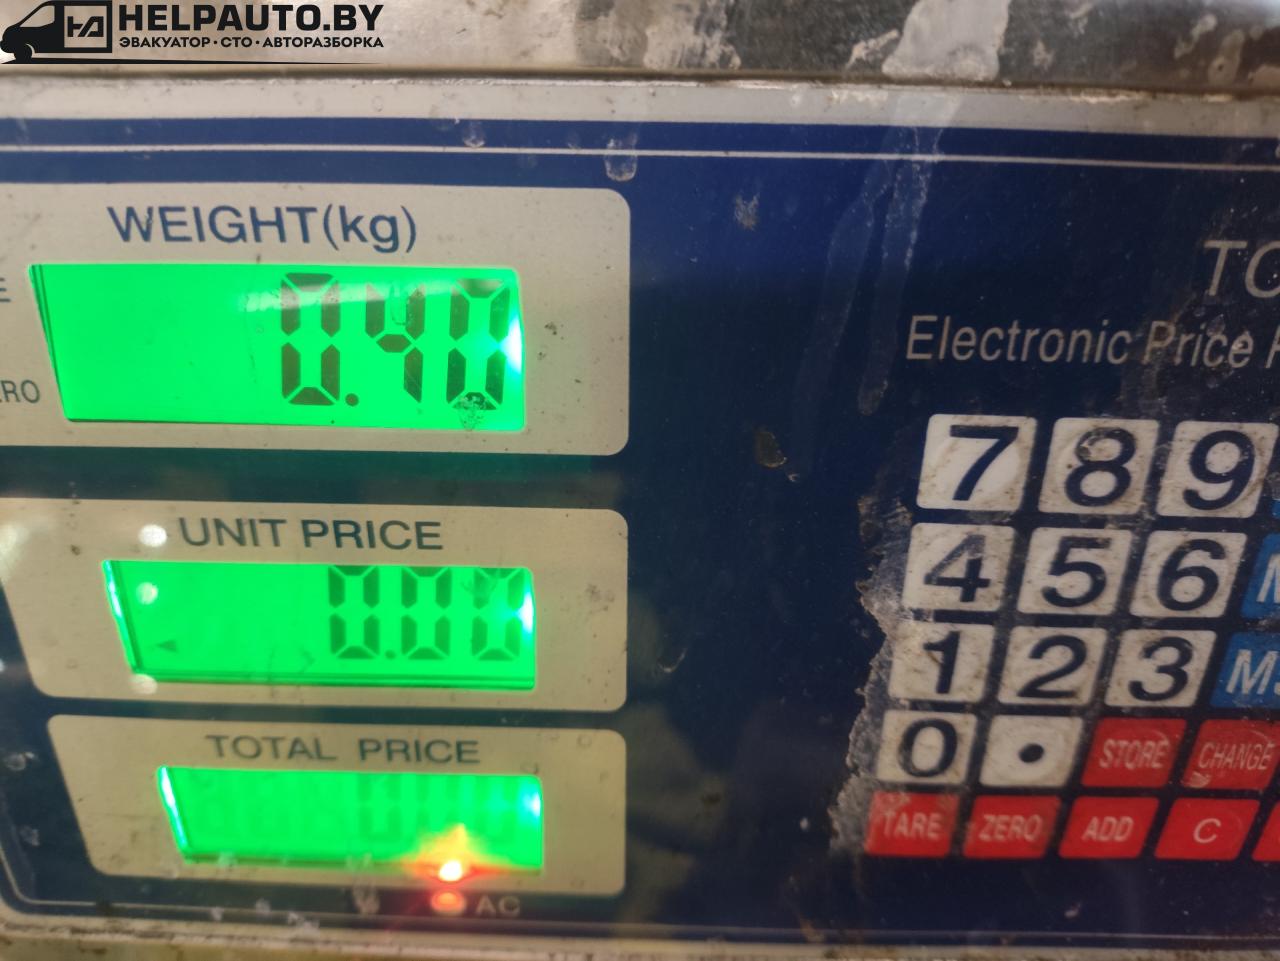 HA HELPAUTO.BY
ЭВАКУАТОР · СТО · АВТОРАЗБОРКА
WEIGHT(kg)
0.40
UNIT PRICE
0.00
TOTAL PRICE
AC
Electronic Price
7 8 9
4 5 6
1 2 3
0 •
STORE CHANGE
TARE ZERO ADD C